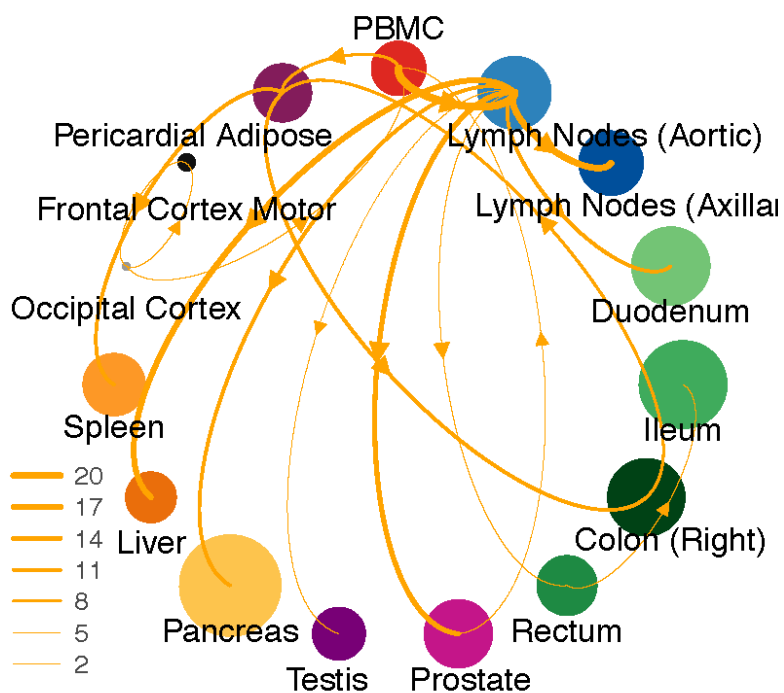 PBMC
Pericardial Adipose
Lymph Nodes (Aortic)
Frontal Cortex Motor
Lymph Nodes (Axillar
Occipital Cortex
Duodenum
Spleen
Ileum
20
17
14
Liver
Colon (Right)
11
8
5
Pancreas
Rectum
2
Testis
Prostate